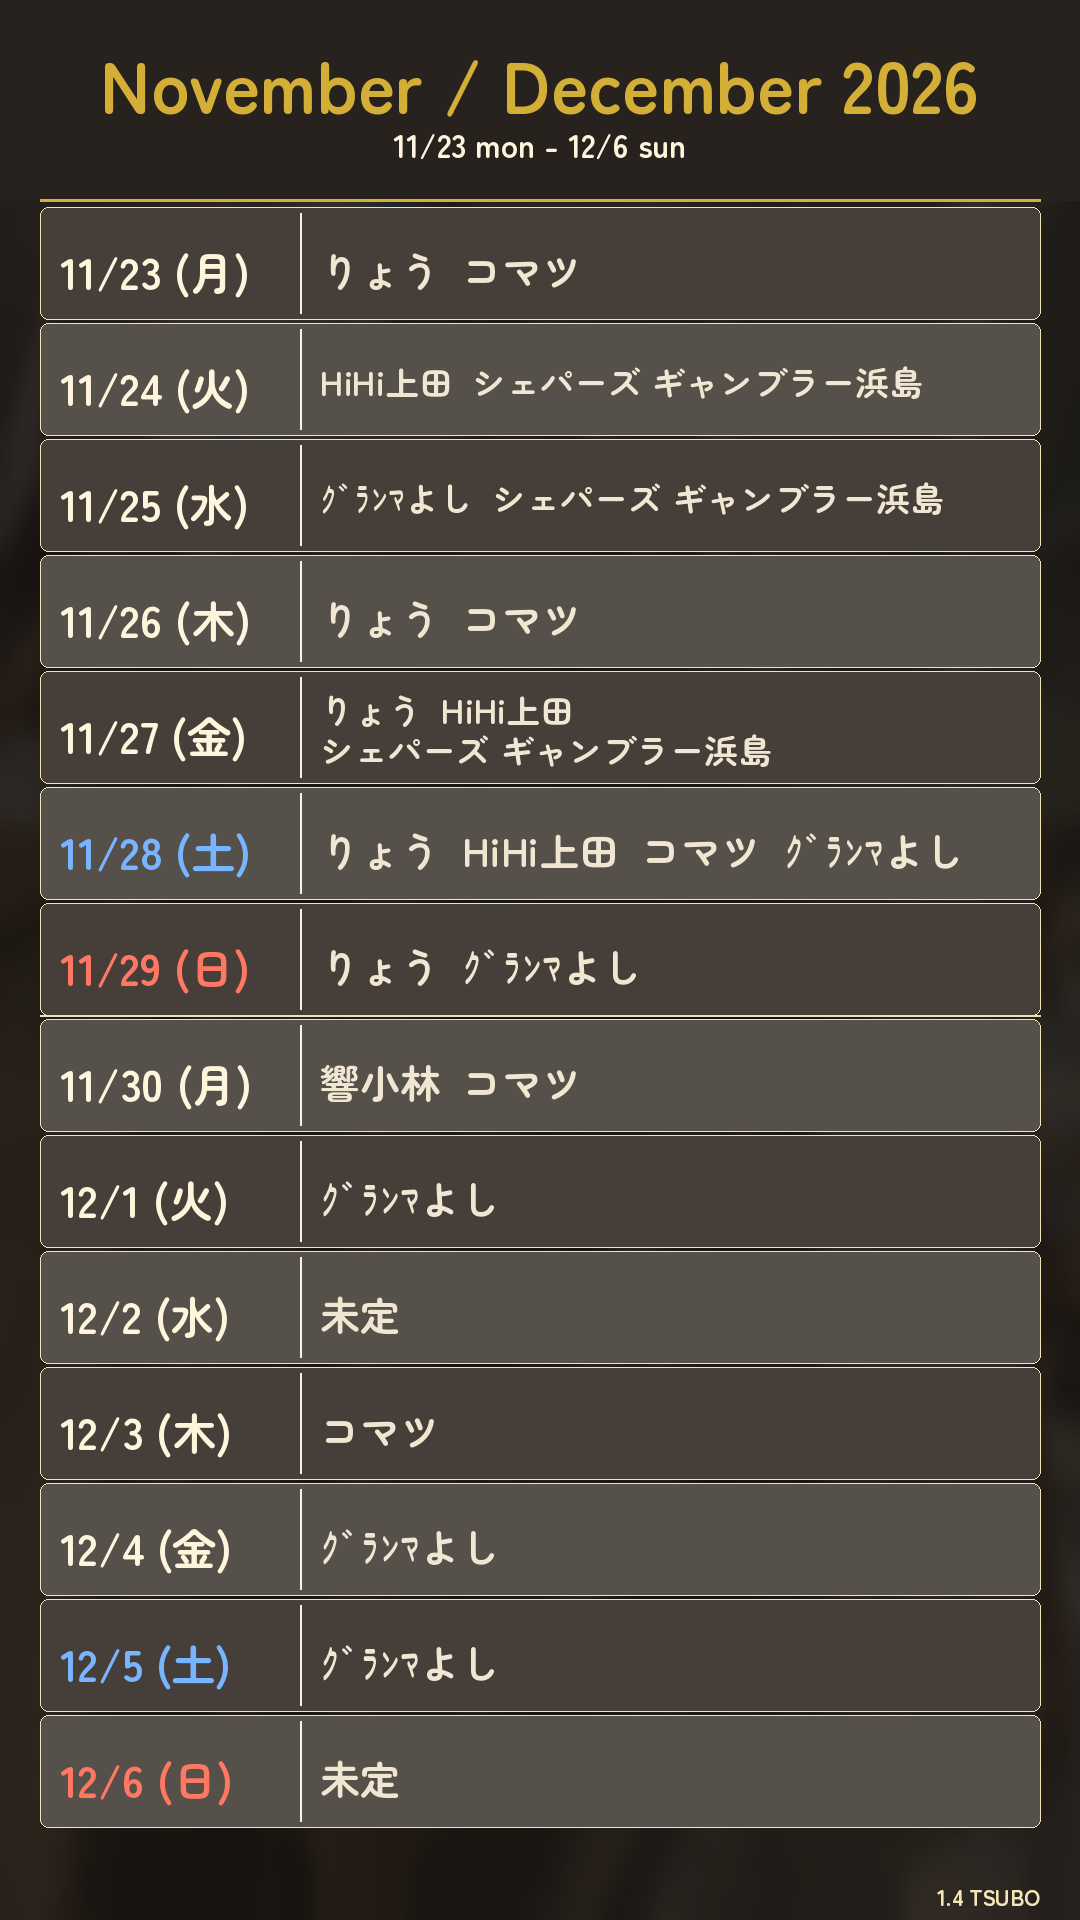 November / December 2026
11/23 mon - 12/6 sun
11/23 (月) りょう コマツ
11/24 (火) HiHi上田 シェパーズ ギャンブラー浜島
11/25 (水) グランマよし シェパーズ ギャンブラー浜島
11/26 (木) りょう コマツ
11/27 (金) りょう HiHi上田
シェパーズ ギャンブラー浜島
11/28 (土) りょう HiHi上田 コマツ グランマよし
11/29 (日) りょう グランマよし
11/30 (月) 響小林 コマツ
12/1 (火) グランマよし
12/2 (水) 未定
12/3 (木) コマツ
12/4 (金) グランマよし
12/5 (土) グランマよし
12/6 (日) 未定
1.4 TSUBO